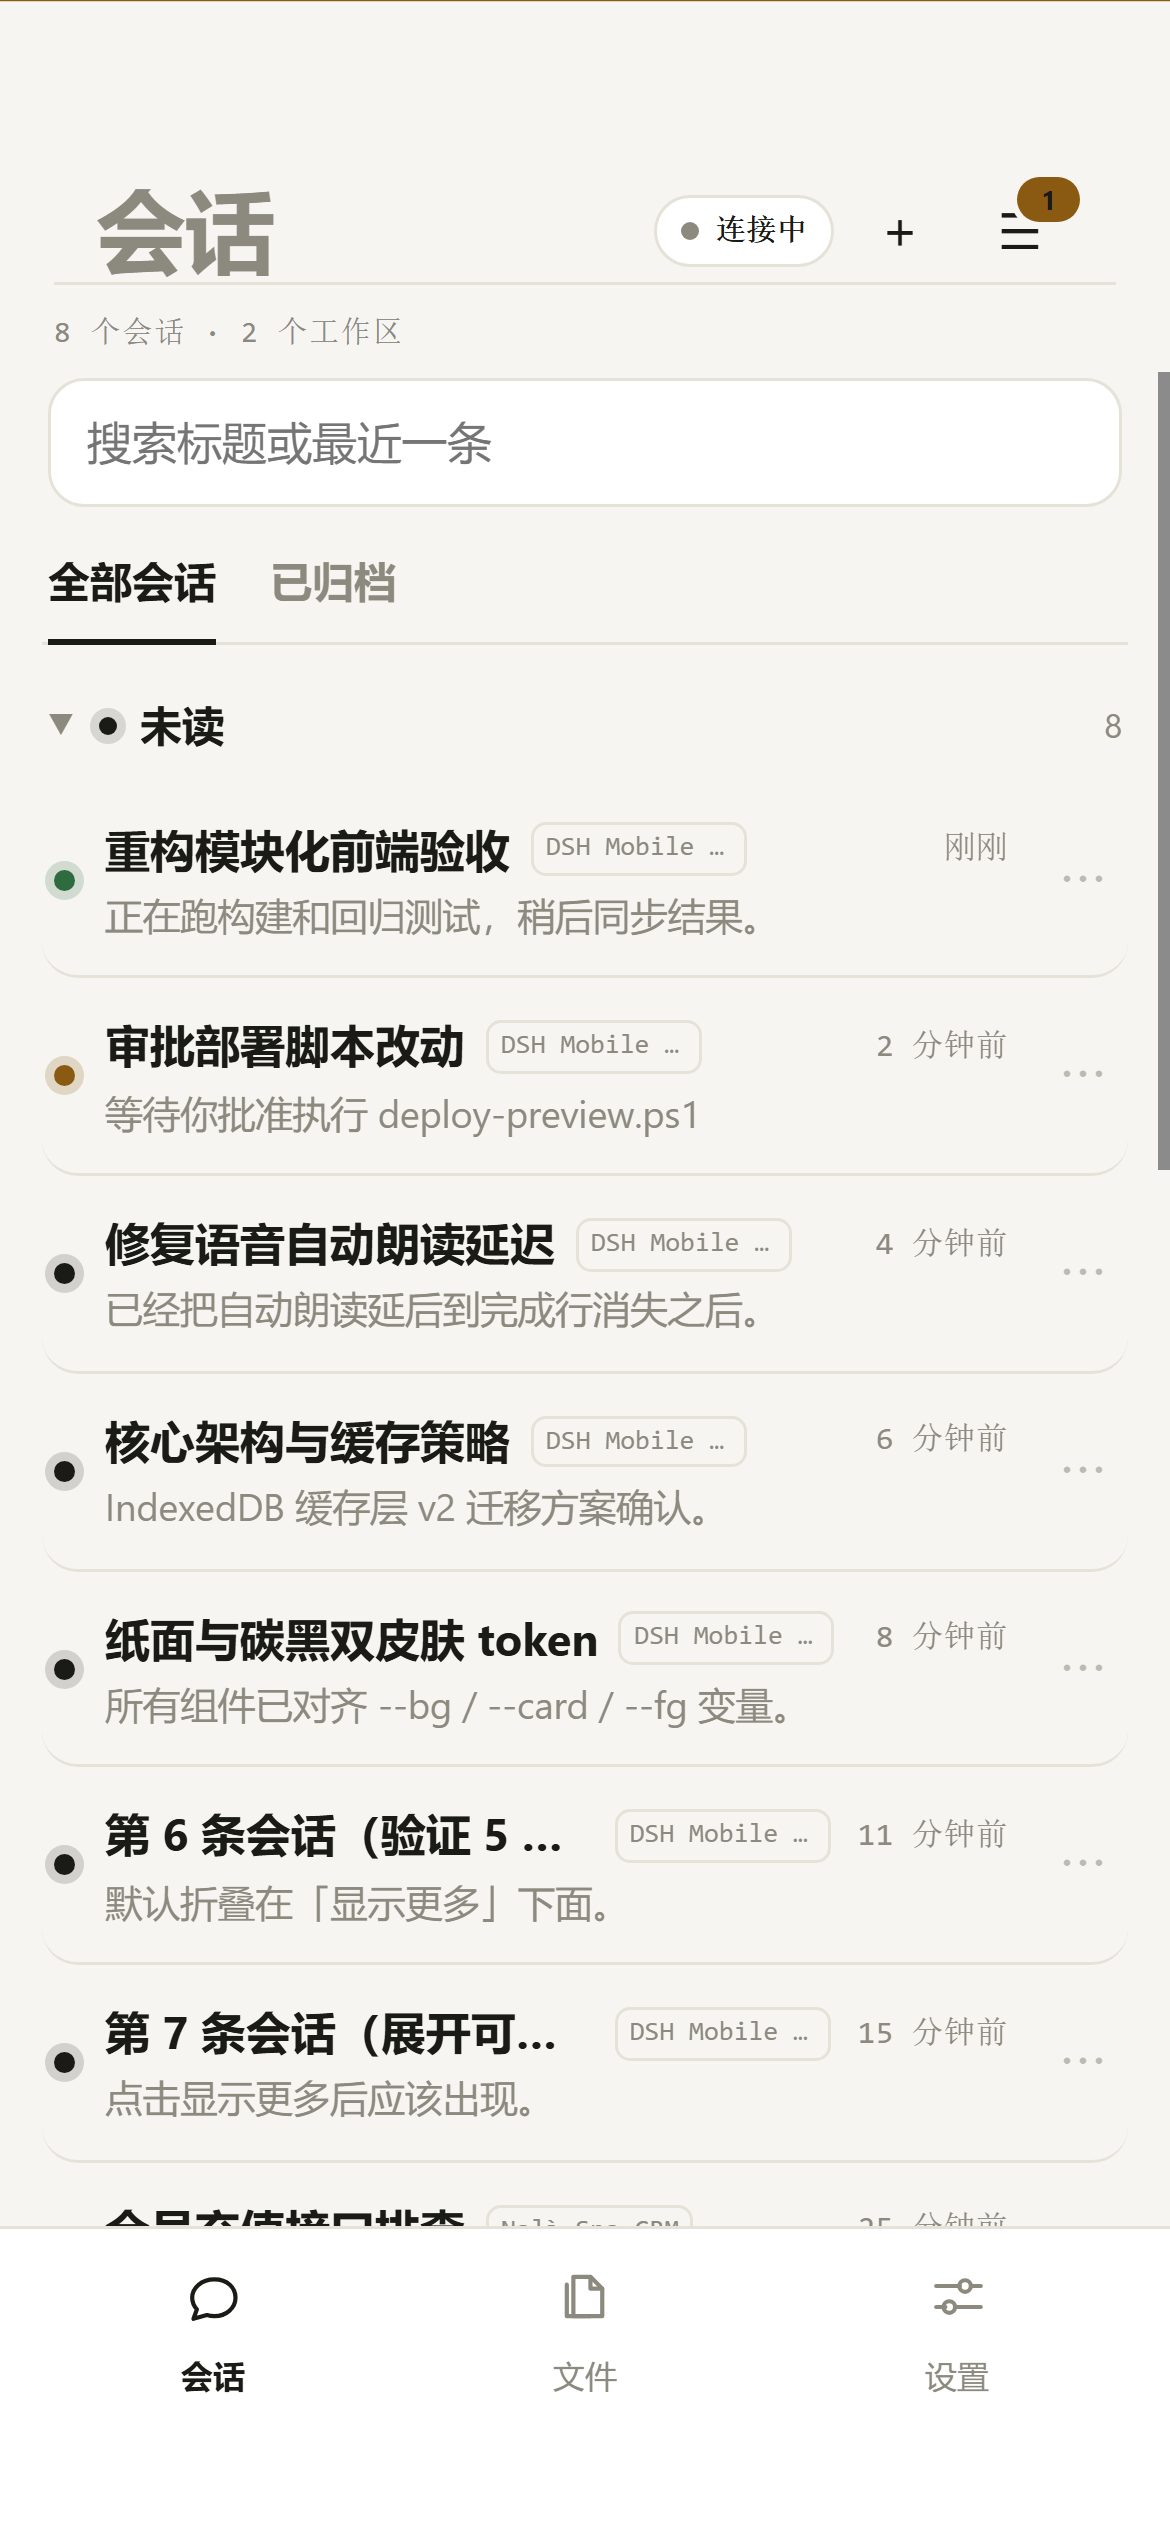 会话
连接中
+
1
8 个会话 · 2 个工作区
搜索标题或最近一条
全部会话 已归档
未读 8
重构模块化前端验收 DSH Mobile … 刚刚
正在跑构建和回归测试，稍后同步结果。
审批部署脚本改动 DSH Mobile … 2 分钟前
等待你批准执行 deploy-preview.ps1
修复语音自动朗读延迟 DSH Mobile … 4 分钟前
已经把自动朗读延后到完成行消失之后。
核心架构与缓存策略 DSH Mobile … 6 分钟前
IndexedDB 缓存层 v2 迁移方案确认。
纸面与碳黑双皮肤 token DSH Mobile … 8 分钟前
所有组件已对齐 --bg / --card / --fg 变量。
第 6 条会话（验证 5 … DSH Mobile … 11 分钟前
默认折叠在「显示更多」下面。
第 7 条会话（展开可… DSH Mobile … 15 分钟前
点击显示更多后应该出现。
分钟前
会话
文件
设置